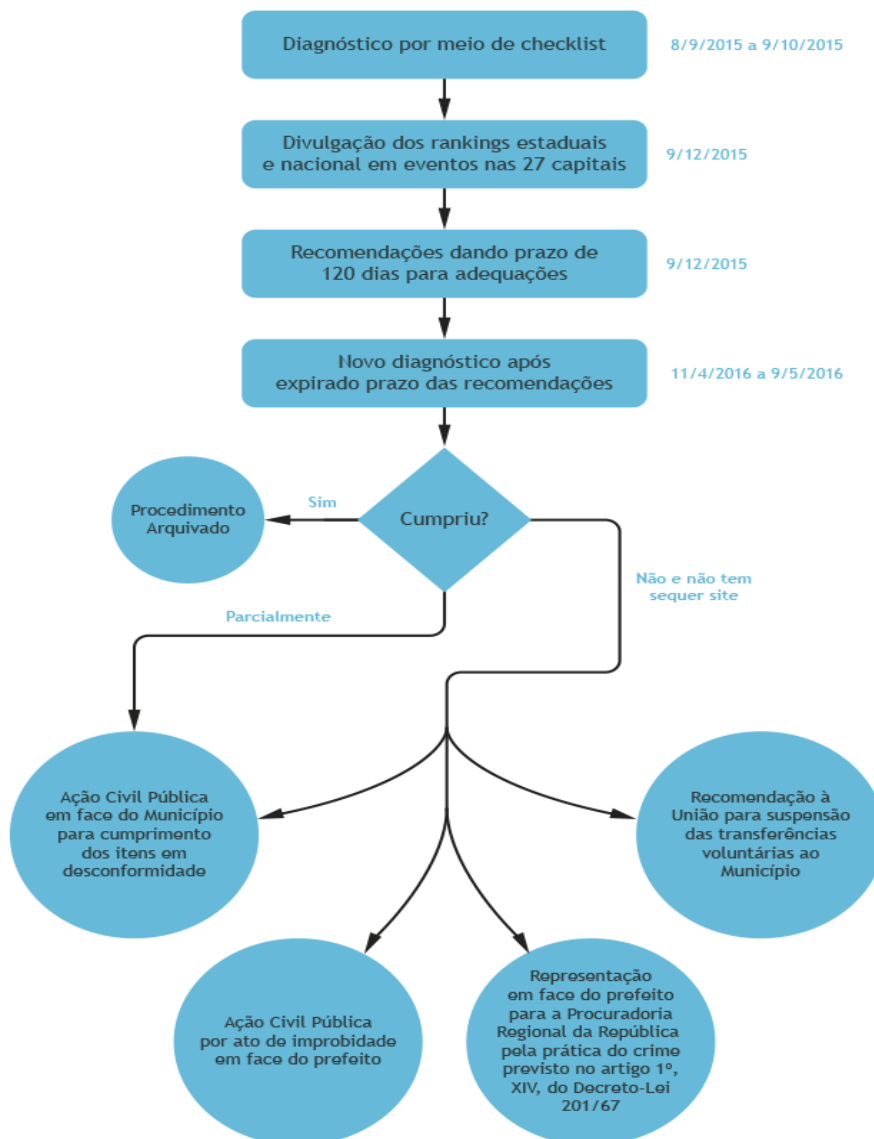 Diagnóstico por meio de checklist
8/9/2015 a 9/10/2015
Divulgação dos rankings estaduais
e nacional em eventos nas 27 capitais
9/12/2015
Recomendações dando prazo de
120 dias para adequações
9/12/2015
Novo diagnóstico após
expirado prazo das recomendações
11/4/2016 a 9/5/2016
Cumpriu?
Sim
Procedimento
Arquivado
Não e não tem
sequer site
Parcialmente
Ação Civil Pública
em face do Município
para cumprimento
dos itens em
desconformidade
Recomendação à
União para suspensão
das transferências
voluntárias ao
Município
Ação Civil Pública
por ato de improbidade
em face do prefeito
Representação
em face do prefeito
para a Procuradoria
Regional da República
pela prática do crime
previsto no artigo 1º,
XIV, do Decreto-Lei
201/67